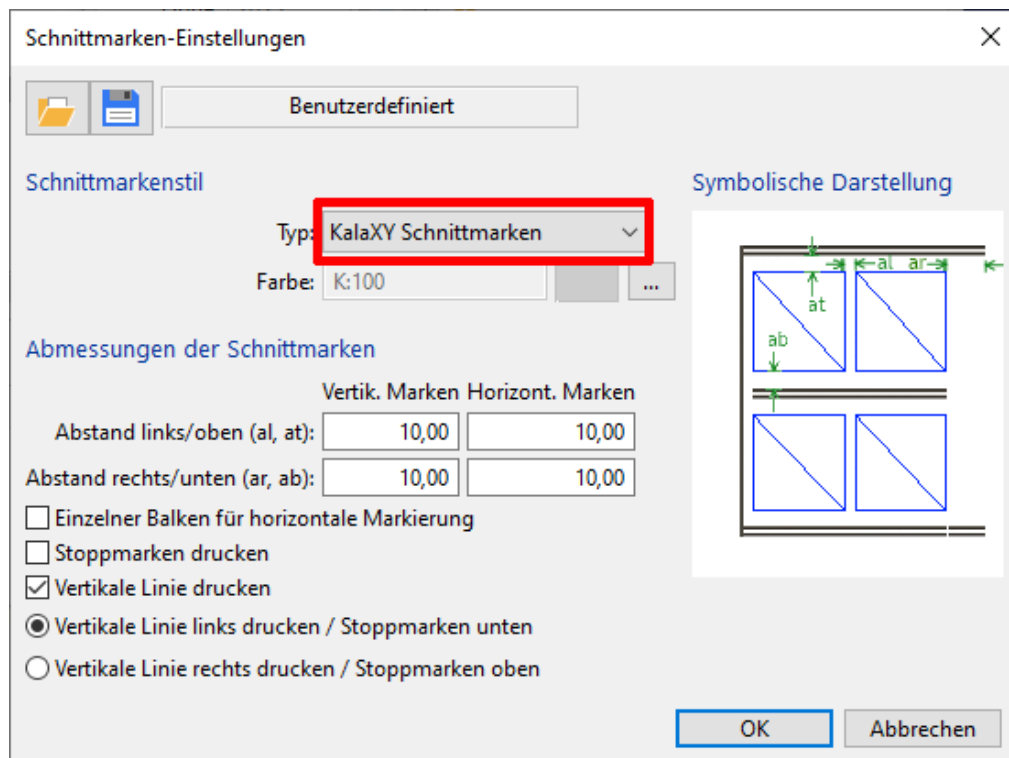 Schnittmarken-Einstellungen
Benutzerdefiniert
Schnittmarkenstil
Typ: KalaXY Schnittmarken
Farbe: K:100 ...
Abmessungen der Schnittmarken
Vertik. Marken Horizont. Marken
Abstand links/oben (al, at): 10,00 10,00
Abstand rechts/unten (ar, ab): 10,00 10,00
Einzelner Balken für horizontale Markierung
Stoppmarken drucken
Vertikale Linie drucken
Vertikale Linie links drucken / Stoppmarken unten
Vertikale Linie rechts drucken / Stoppmarken oben
Symbolische Darstellung
al ar
at
ab
OK Abbrechen